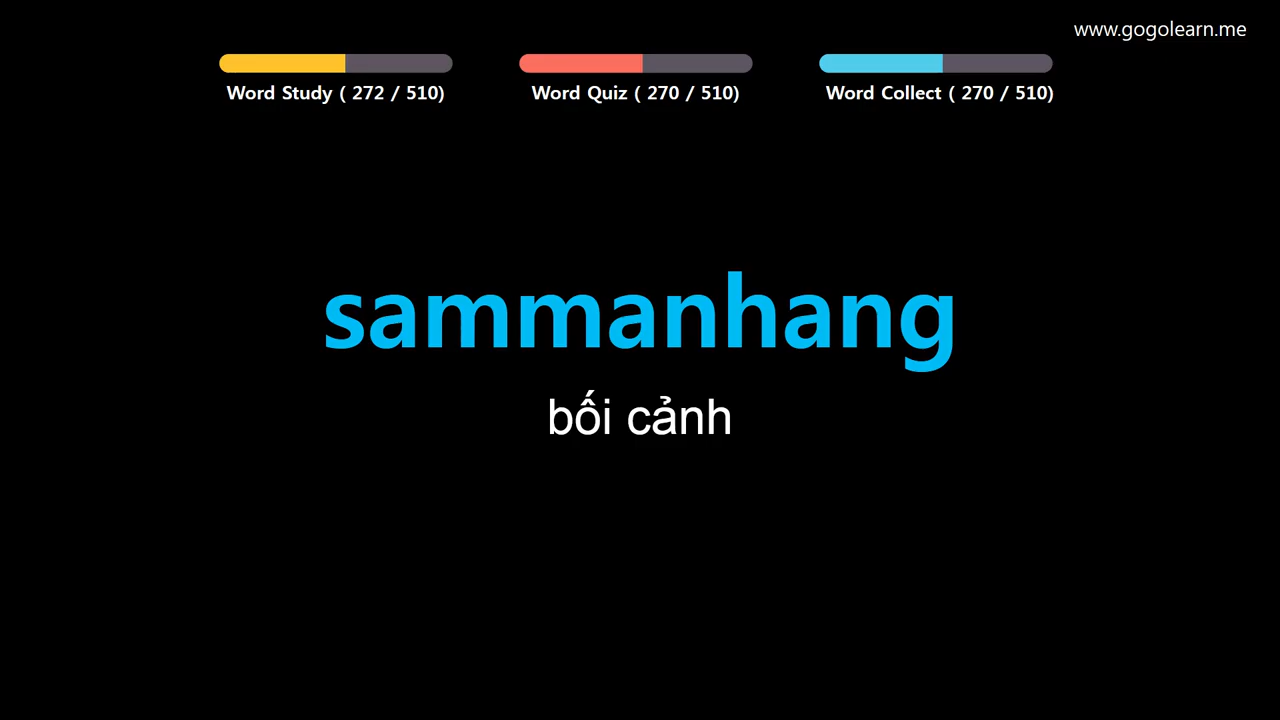 www.gogolearn.me
Word Study ( 272 / 510)
Word Quiz ( 270 / 510)
Word Collect ( 270 / 510)
sammanhang
bối cảnh